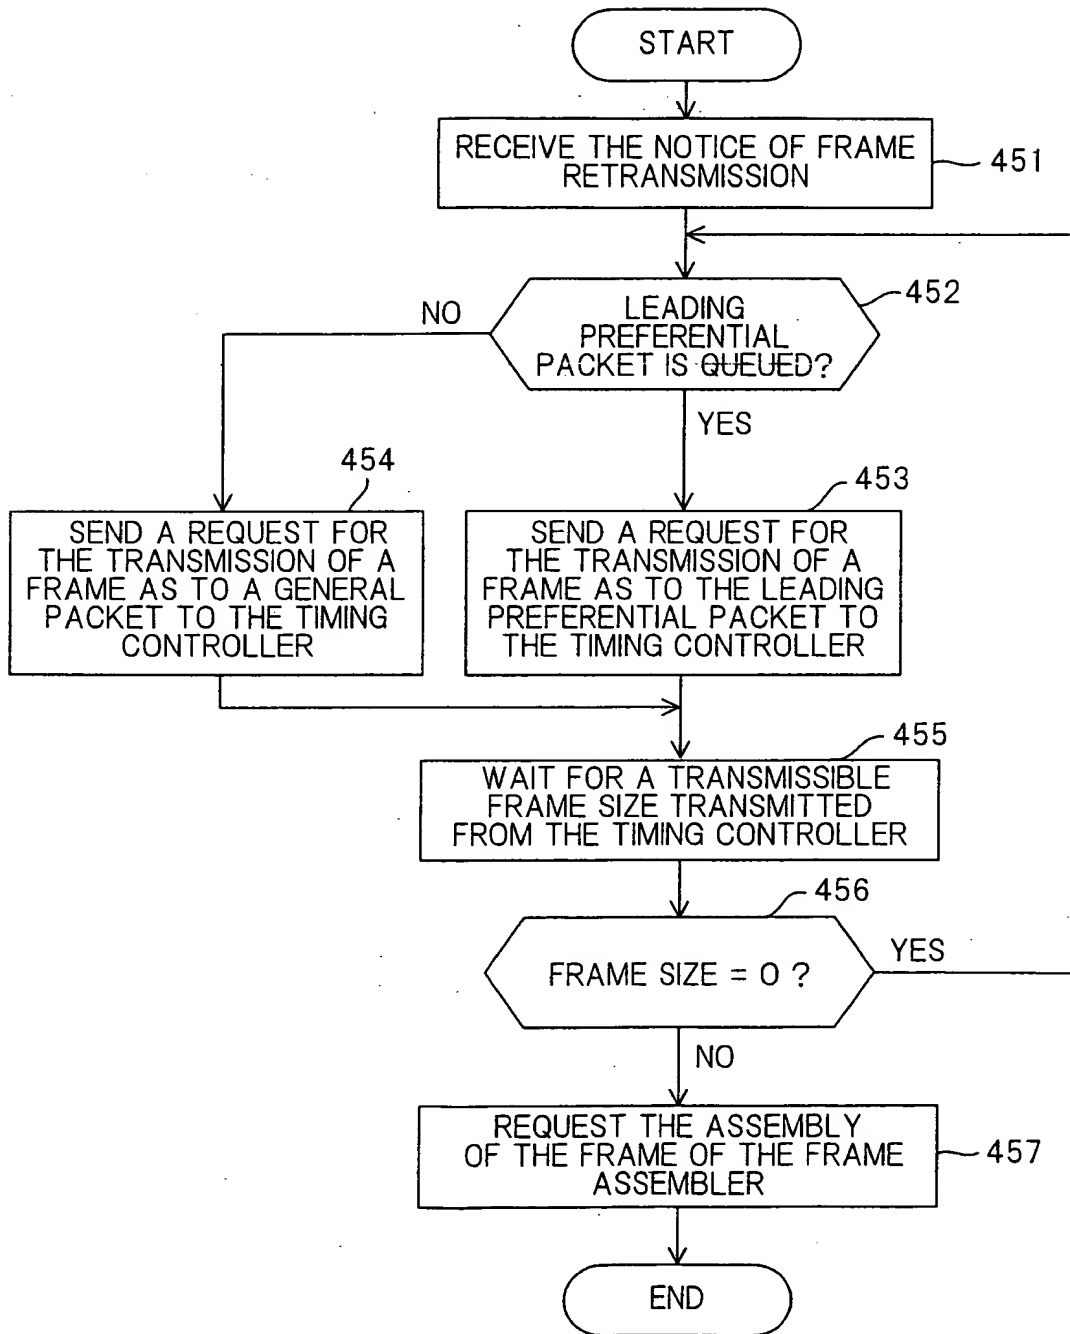 START
RECEIVE THE NOTICE OF FRAME
RETRANSMISSION
451
LEADING
PREFERENTIAL
PACKET IS QUEUED?
452
NO
YES
454
453
SEND A REQUEST FOR
THE TRANSMISSION OF A
FRAME AS TO A GENERAL
PACKET TO THE TIMING
CONTROLLER
SEND A REQUEST FOR
THE TRANSMISSION OF A
FRAME AS TO THE LEADING
PREFERENTIAL PACKET TO
THE TIMING CONTROLLER
455
WAIT FOR A TRANSMISSIBLE
FRAME SIZE TRANSMITTED
FROM THE TIMING CONTROLLER
456
FRAME SIZE = 0 ?
YES
NO
REQUEST THE ASSEMBLY
OF THE FRAME OF THE FRAME
ASSEMBLER
457
END